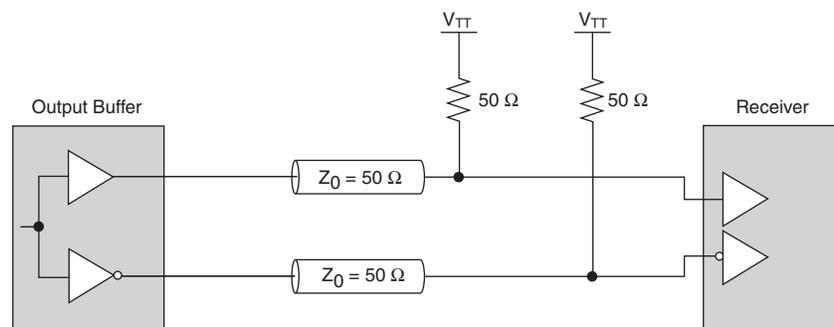 V_TT V_TT
50 Ω 50 Ω
Output Buffer Receiver
Z_0 = 50 Ω
Z_0 = 50 Ω